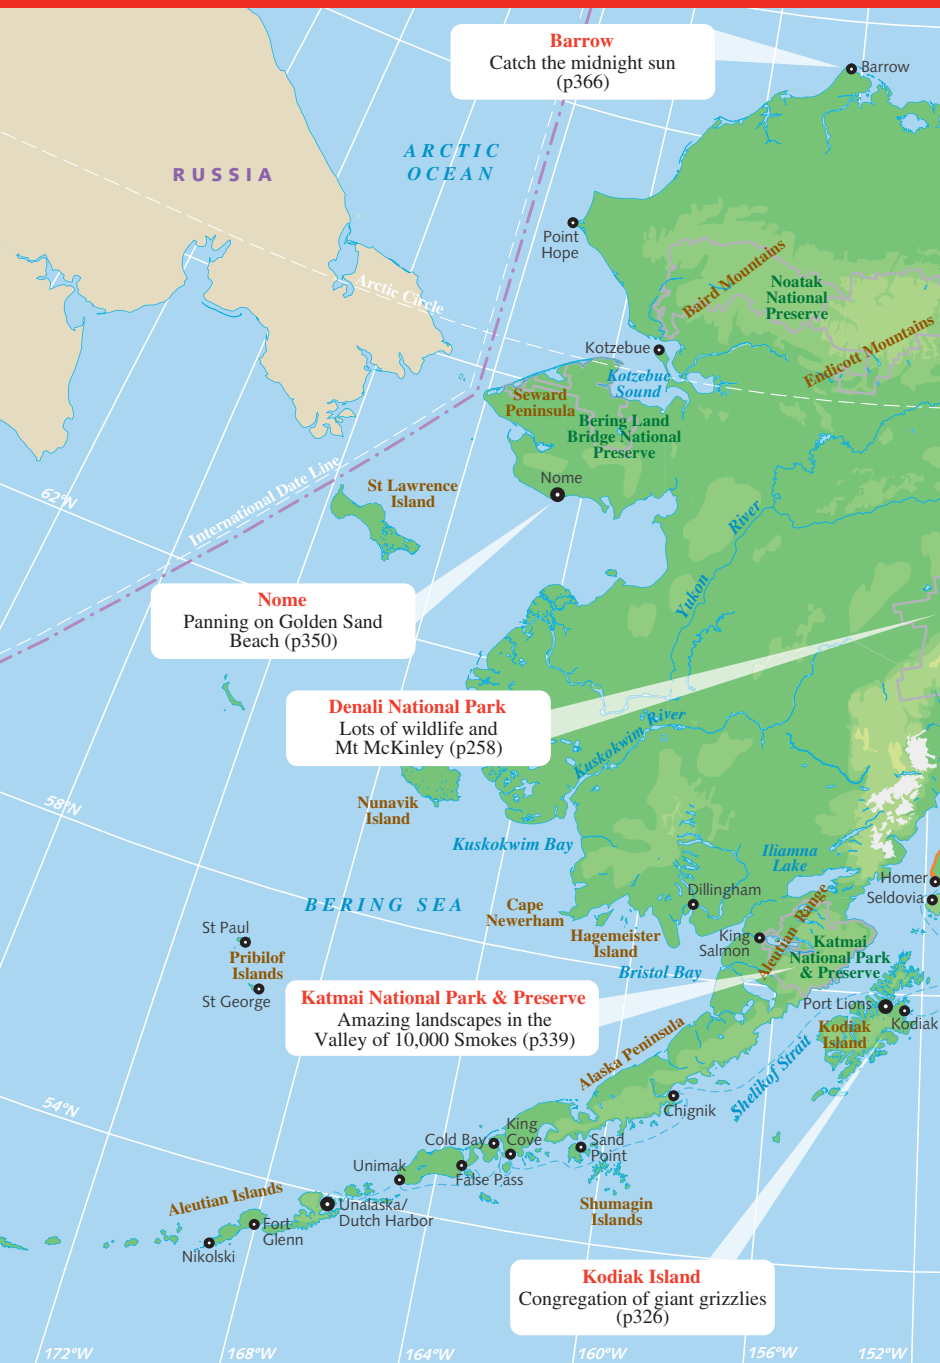 Barrow
Catch the midnight sun
(p366)
Barrow
ARCTIC
OCEAN
RUSSIA
Point
Hope
Baird Mountains
Noatak
National
Preserve
Arctic Circle
Endicott Mountains
Kotzebue
Kotzebue
Sound
Seward
Peninsula
Bering Land
Bridge National
Preserve
Nome
62°N
International Date Line
St Lawrence
Island
River
Yukon
Nome
Panning on Golden Sand
Beach (p350)
Denali National Park
Lots of wildlife and
Mt McKinley (p258)
Kuskokwim River
58°N
Nunavik
Island
Kuskokwim Bay
Iliamna
Lake
Homer
Seldovia
Dillingham
BERING SEA
Cape
Newerham
Hagemeister
Island
King
Salmon
Aleutian Range
Katmai
National Park
& Preserve
St Paul
Pribilof
Islands
St George
Bristol Bay
Katmai National Park & Preserve
Amazing landscapes in the
Valley of 10,000 Smokes (p339)
Port Lions
Kodiak
Kodiak
Island
Alaska Peninsula
Shelikof Strait
54°N
Chignik
King
Cove
Cold Bay
Sand
Point
Unimak
False Pass
Aleutian Islands
Unalaska/
Dutch Harbor
Shumagin
Islands
Fort
Glenn
Nikolski
Kodiak Island
Congregation of giant grizzlies
(p326)
172°W
168°W
164°W
160°W
156°W
152°W